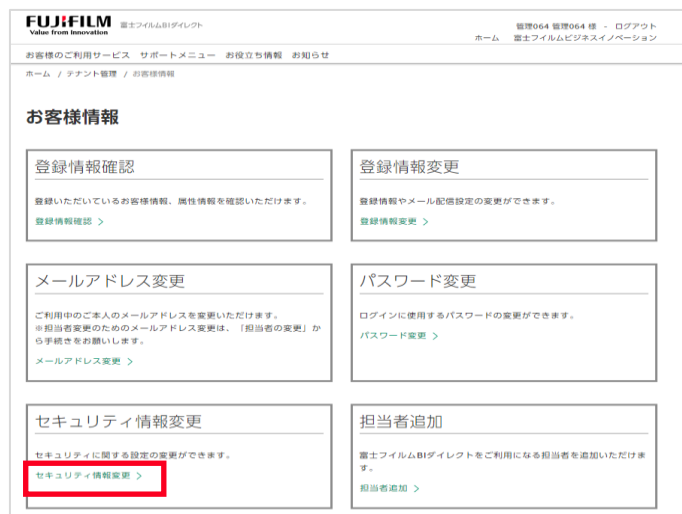 FUJIFILM
Value from Innovation
富士フイルムBIダイレクト
管理064 管理064 様 - ログアウト
ホーム 富士フイルムビジネスイノベーション
お客様のご利用サービス サポートメニュー お役立ち情報 お知らせ
ホーム / テナント管理 / お客様情報
お客様情報
登録情報確認
登録いただいているお客様情報、属性情報を確認いただけます。
登録情報確認 >
登録情報変更
登録情報やメール配信設定の変更ができます。
登録情報変更 >
メールアドレス変更
ご利用中のご本人のメールアドレスを変更いただけます。
※担当者変更のためのメールアドレス変更は、「担当者の変更」か
ら手続きをお願いします。
メールアドレス変更 >
パスワード変更
ログインに使用するパスワードの変更ができます。
パスワード変更 >
セキュリティ情報変更
セキュリティに関する設定の変更ができます。
セキュリティ情報変更 >
担当者追加
富士フイルムBIダイレクトをご利用になる担当者を追加いただけま
す。
担当者追加 >